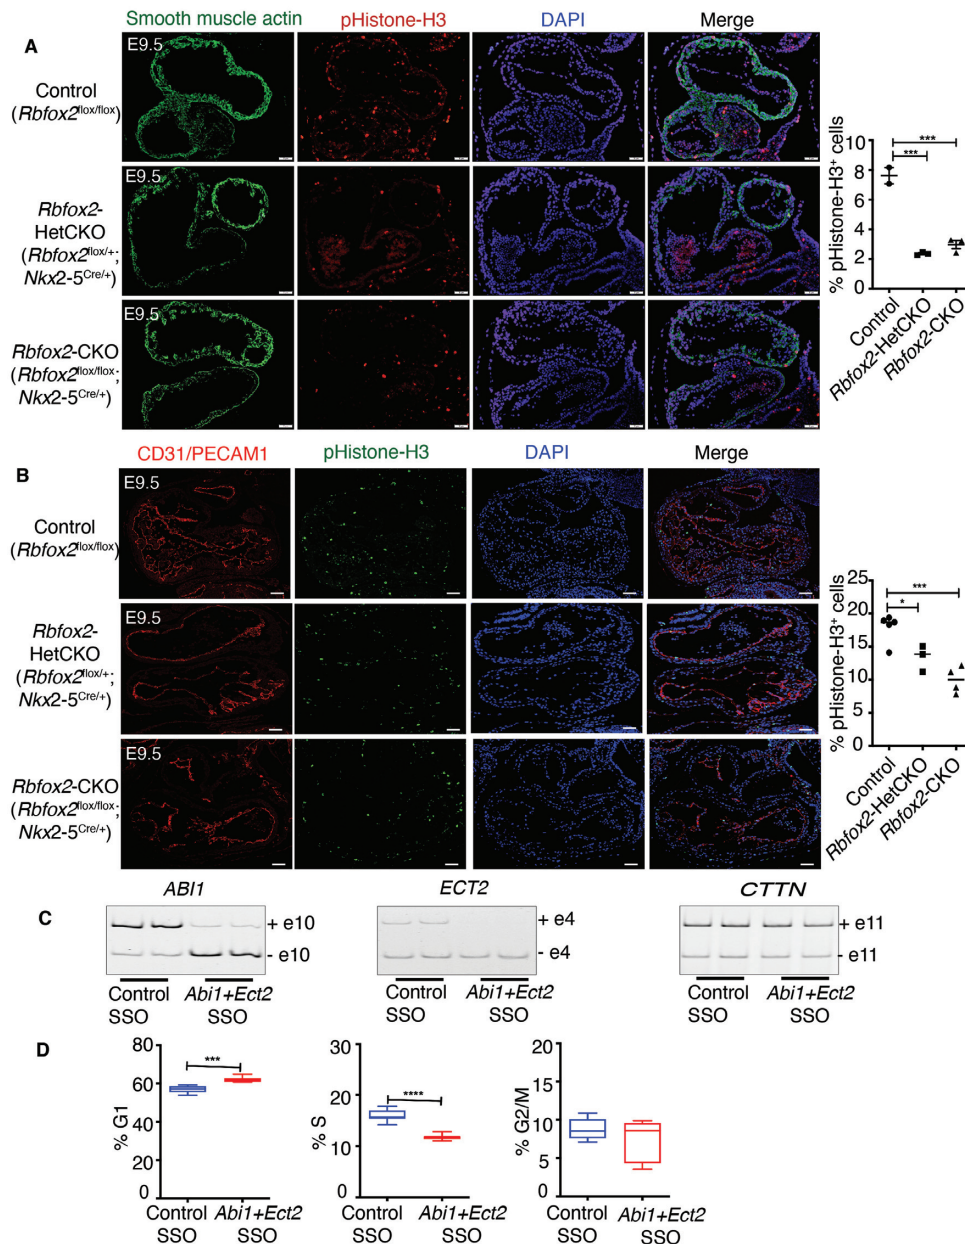 Smooth muscle actin pHistone-H3 DAPI Merge
A
E9.5
Control
(Rbfox2flox/flox)
E9.5
Rbfox2-
HetCKO
(Rbfox2flox/+;
Nkx2-5Cre/+)
E9.5
Rbfox2-CKO
(Rbfox2flox/flox;
Nkx2-5Cre/+)
% pHistone-H3+ cells
10
8
6
4
2
0
***
***
Control
Rbfox2-HetCKO
Rbfox2-CKO
CD31/PECAM1 pHistone-H3 DAPI Merge
B
E9.5
Control
(Rbfox2flox/flox)
E9.5
Rbfox2-
HetCKO
(Rbfox2flox/+;
Nkx2-5Cre/+)
E9.5
Rbfox2-CKO
(Rbfox2flox/flox;
Nkx2-5Cre/+)
% pHistone-H3+ cells
25
20
15
10
5
0
***
*
Control
Rbfox2-HetCKO
Rbfox2-CKO
C
ABI1
+ e10
- e10
Control Abi1+Ect2
SSO SSO
ECT2
+ e4
- e4
Control Abi1+Ect2
SSO SSO
CTTN
+ e11
- e11
Control Abi1+Ect2
SSO SSO
D
% G1
80
60
40
20
0
***
Control Abi1+Ect2
SSO SSO
% S
30
20
10
0
****
Control Abi1+Ect2
SSO SSO
% G2/M
20
15
10
5
0
Control Abi1+Ect2
SSO SSO